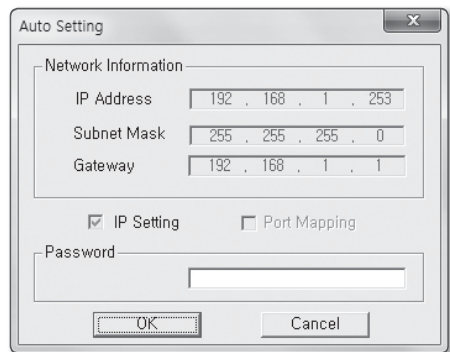 Auto Setting
Network Information
IP Address 192 . 168 . 1 . 253
Subnet Mask 255 . 255 . 255 . 0
Gateway 192 . 168 . 1 . 1
IP Setting Port Mapping
Password
OK Cancel